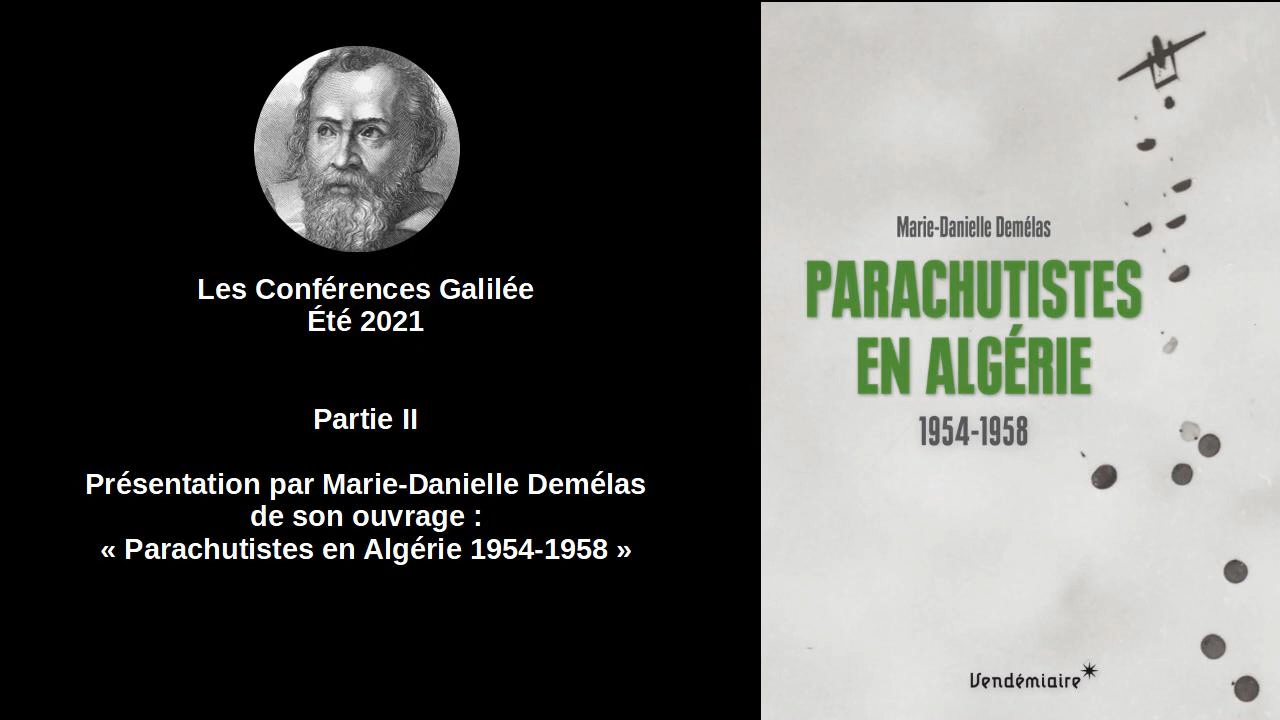 Les Conférences Galilée
Été 2021
Partie II
Présentation par Marie-Danielle Demélas
de son ouvrage :
« Parachutistes en Algérie 1954-1958 »
Marie-Danielle Demélas
PARACHUTISTES
EN ALGÉRIE
1954-1958
Vendémiaire